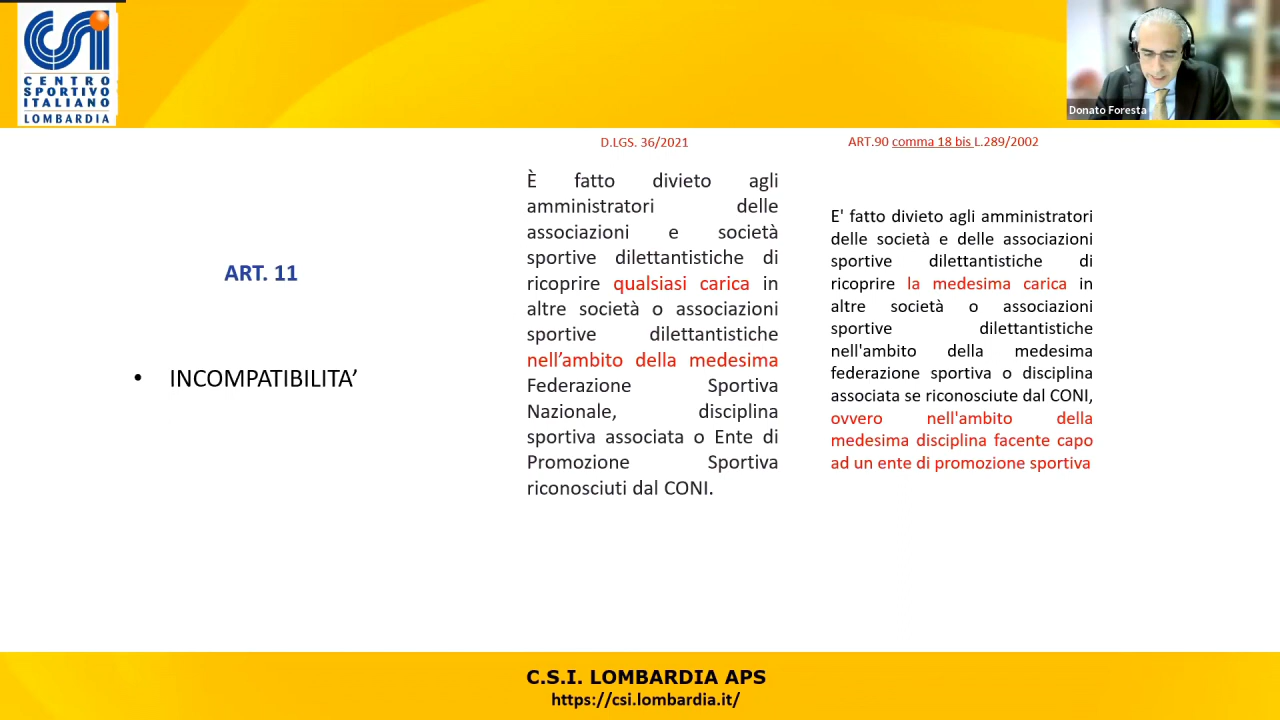 CSI
CENTRO
SPORTIVO
ITALIANO
LOMBARDIA
Donato Foresta
D.LGS. 36/2021
ART.90 comma 18 bis L.289/2002
ART. 11
• INCOMPATIBILITA’
È fatto divieto agli
amministratori delle
associazioni e società
sportive dilettantistiche di
ricoprire qualsiasi carica in
altre società o associazioni
sportive dilettantistiche
nell’ambito della medesima
Federazione Sportiva
Nazionale, disciplina
sportiva associata o Ente di
Promozione Sportiva
riconosciuti dal CONI.
E' fatto divieto agli amministratori
delle società e delle associazioni
sportive dilettantistiche di
ricoprire la medesima carica in
altre società o associazioni
sportive dilettantistiche
nell'ambito della medesima
federazione sportiva o disciplina
associata se riconosciute dal CONI,
ovvero nell'ambito della
medesima disciplina facente capo
ad un ente di promozione sportiva
C.S.I. LOMBARDIA APS
https://csi.lombardia.it/